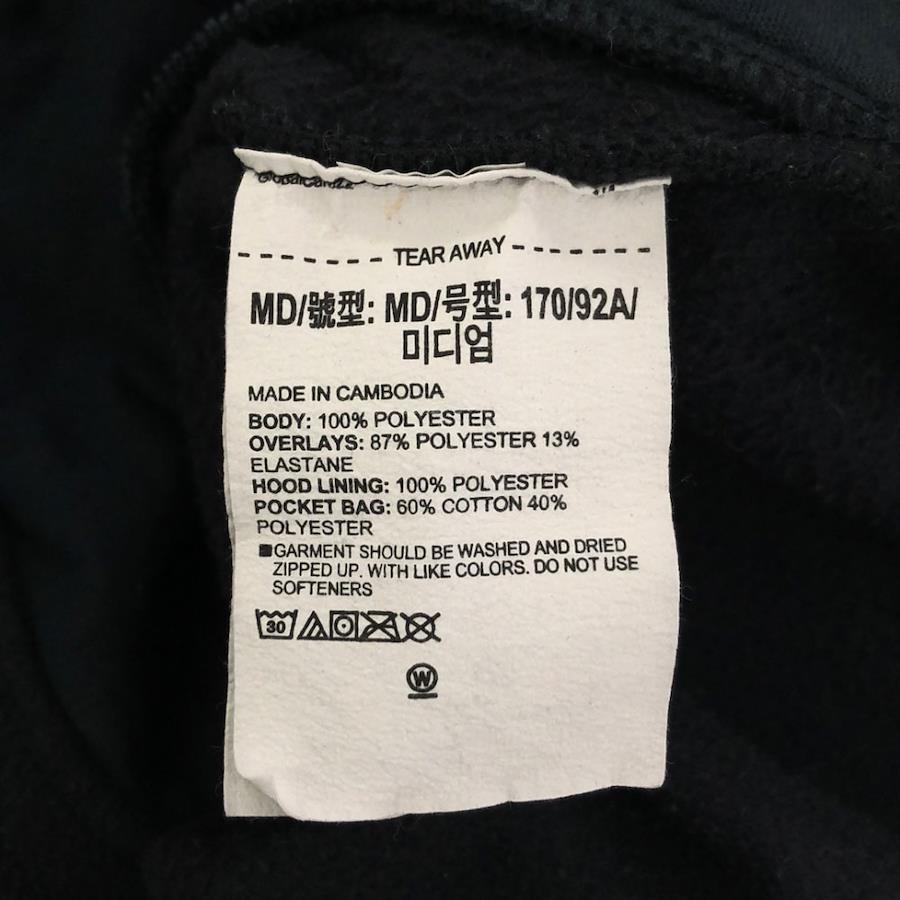 TEAR AWAY
MD/號型: MD/号型: 170/92A/
미디엄
MADE IN CAMBODIA
BODY: 100% POLYESTER
OVERLAYS: 87% POLYESTER 13%
ELASTANE
HOOD LINING: 100% POLYESTER
POCKET BAG: 60% COTTON 40%
POLYESTER
GARMENT SHOULD BE WASHED AND DRIED
ZIPPED UP. WITH LIKE COLORS. DO NOT USE
SOFTENERS
30
W